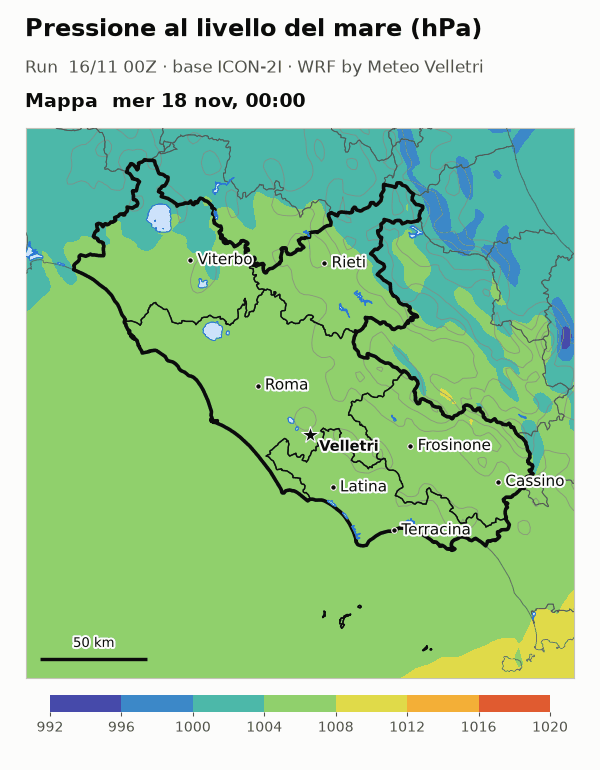 Pressione al livello del mare (hPa)
Run  16/11 00Z · base ICON-2I · WRF by Meteo Velletri
Mappa  mer 18 nov, 00:00
Viterbo
Rieti
Roma
Velletri
Frosinone
Latina
Cassino
Terracina
50 km
992 996 1000 1004 1008 1012 1016 1020